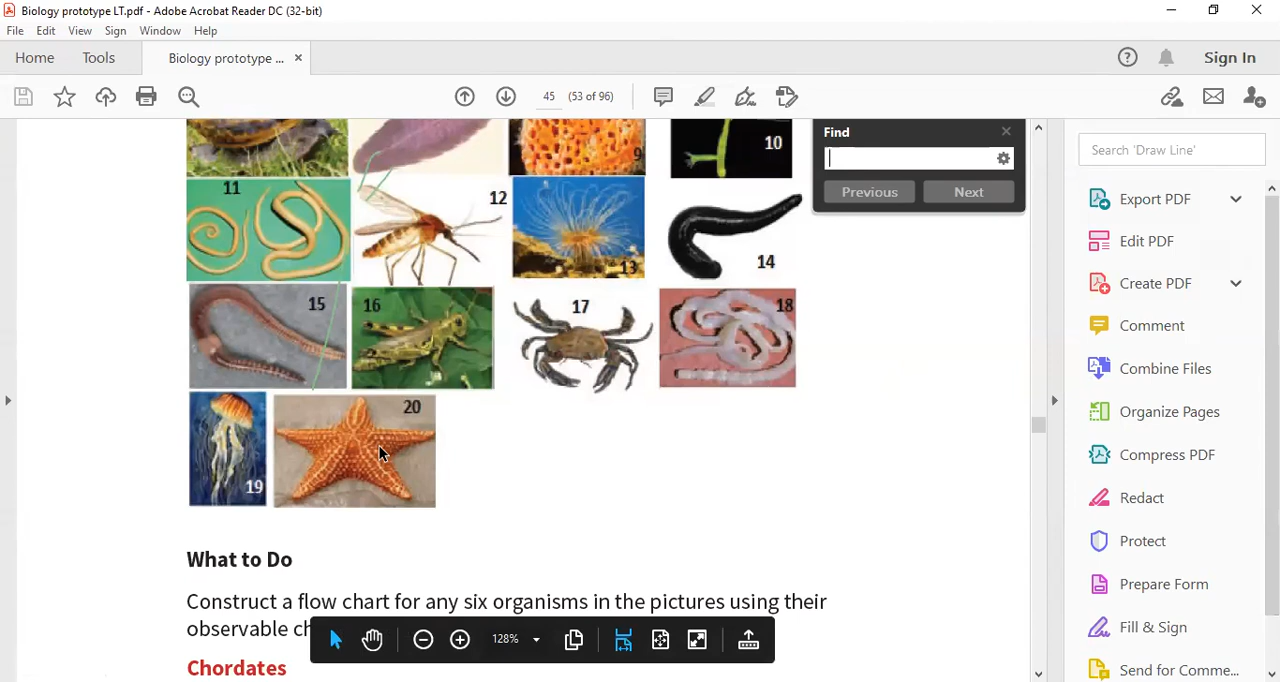 Biology prototype LT.pdf - Adobe Acrobat Reader DC (32-bit)
File Edit View Sign Window Help
Home Tools Biology prototype ... × Sign In
45 (53 of 96)
Find
Previous Next
9 10
11 12 13 14
15 16 17 18
19 20
What to Do
Construct a flow chart for any six organisms in the pictures using their
observable
Chordates
128%
Search 'Draw Line'
Export PDF
Edit PDF
Create PDF
Comment
Combine Files
Organize Pages
Compress PDF
Redact
Protect
Prepare Form
Fill & Sign
Send for Comme...